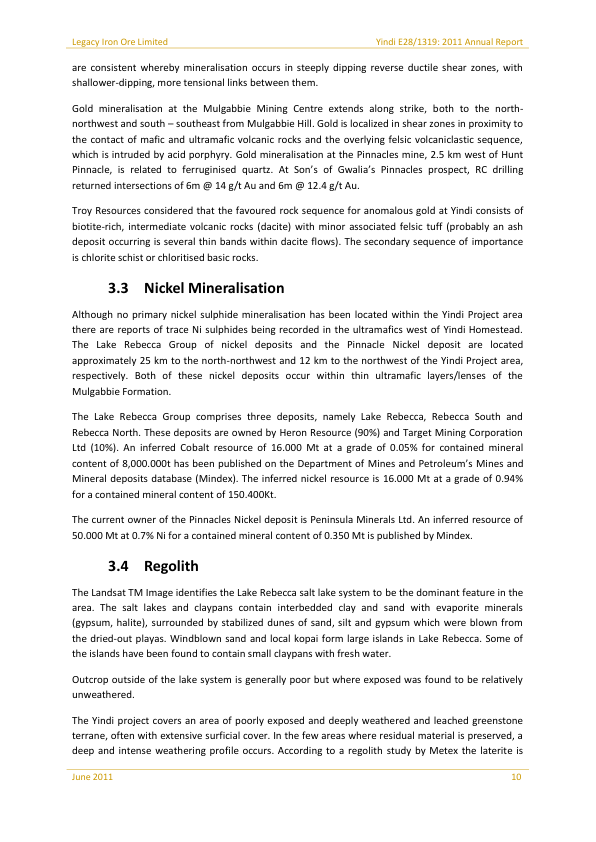 Legacy Iron Ore Limited
Yindi E28/1319: 2011 Annual Report
are consistent whereby mineralisation occurs in steeply dipping reverse ductile shear zones, with
shallower-dipping, more tensional links between them.
Gold mineralisation at the Mulgabbie Mining Centre extends along strike, both to the north-
northwest and south – southeast from Mulgabbie Hill. Gold is localized in shear zones in proximity to
the contact of mafic and ultramafic volcanic rocks and the overlying felsic volcaniclastic sequence,
which is intruded by acid porphyry. Gold mineralisation at the Pinnacles mine, 2.5 km west of Hunt
Pinnacle, is related to ferruginised quartz. At Son’s of Gwalia’s Pinnacles prospect, RC drilling
returned intersections of 6m @ 14 g/t Au and 6m @ 12.4 g/t Au.
Troy Resources considered that the favoured rock sequence for anomalous gold at Yindi consists of
biotite-rich, intermediate volcanic rocks (dacite) with minor associated felsic tuff (probably an ash
deposit occurring is several thin bands within dacite flows). The secondary sequence of importance
is chlorite schist or chloritised basic rocks.
3.3 Nickel Mineralisation
Although no primary nickel sulphide mineralisation has been located within the Yindi Project area
there are reports of trace Ni sulphides being recorded in the ultramafics west of Yindi Homestead.
The Lake Rebecca Group of nickel deposits and the Pinnacle Nickel deposit are located
approximately 25 km to the north-northwest and 12 km to the northwest of the Yindi Project area,
respectively. Both of these nickel deposits occur within thin ultramafic layers/lenses of the
Mulgabbie Formation.
The Lake Rebecca Group comprises three deposits, namely Lake Rebecca, Rebecca South and
Rebecca North. These deposits are owned by Heron Resource (90%) and Target Mining Corporation
Ltd (10%). An inferred Cobalt resource of 16.000 Mt at a grade of 0.05% for contained mineral
content of 8,000.000t has been published on the Department of Mines and Petroleum’s Mines and
Mineral deposits database (Mindex). The inferred nickel resource is 16.000 Mt at a grade of 0.94%
for a contained mineral content of 150.400Kt.
The current owner of the Pinnacles Nickel deposit is Peninsula Minerals Ltd. An inferred resource of
50.000 Mt at 0.7% Ni for a contained mineral content of 0.350 Mt is published by Mindex.
3.4 Regolith
The Landsat TM Image identifies the Lake Rebecca salt lake system to be the dominant feature in the
area. The salt lakes and claypans contain interbedded clay and sand with evaporite minerals
(gypsum, halite), surrounded by stabilized dunes of sand, silt and gypsum which were blown from
the dried-out playas. Windblown sand and local kopai form large islands in Lake Rebecca. Some of
the islands have been found to contain small claypans with fresh water.
Outcrop outside of the lake system is generally poor but where exposed was found to be relatively
unweathered.
The Yindi project covers an area of poorly exposed and deeply weathered and leached greenstone
terrane, often with extensive surficial cover. In the few areas where residual material is preserved, a
deep and intense weathering profile occurs. According to a regolith study by Metex the laterite is
June 2011
10